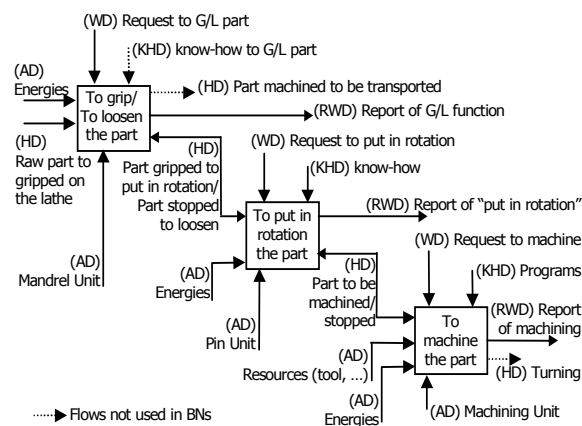 (WD) Request to G/L part
(KHD) know-how to G/L part
(AD)
Energies
To grip/
To loosen
the part
(HD) Part machined to be transported
(RWD) Report of G/L function
(HD)
Raw part to
gripped on
the lathe
(AD)
Mandrel Unit
(HD)
Part gripped to
put in rotation/
Part stopped
to loosen
(WD) Request to put in rotation
(KHD) know-how
To put in
rotation
the part
(RWD) Report of “put in rotation”
(AD)
Energies
(AD)
Pin Unit
(HD)
Part to be
machined/
stopped
(WD) Request to machine
(KHD) Programs
To
machine
the part
(RWD) Report
of machining
(HD) Turning
(AD)
Resources (tool, ...)
(AD)
Energies
(AD) Machining Unit
Flows not used in BNs